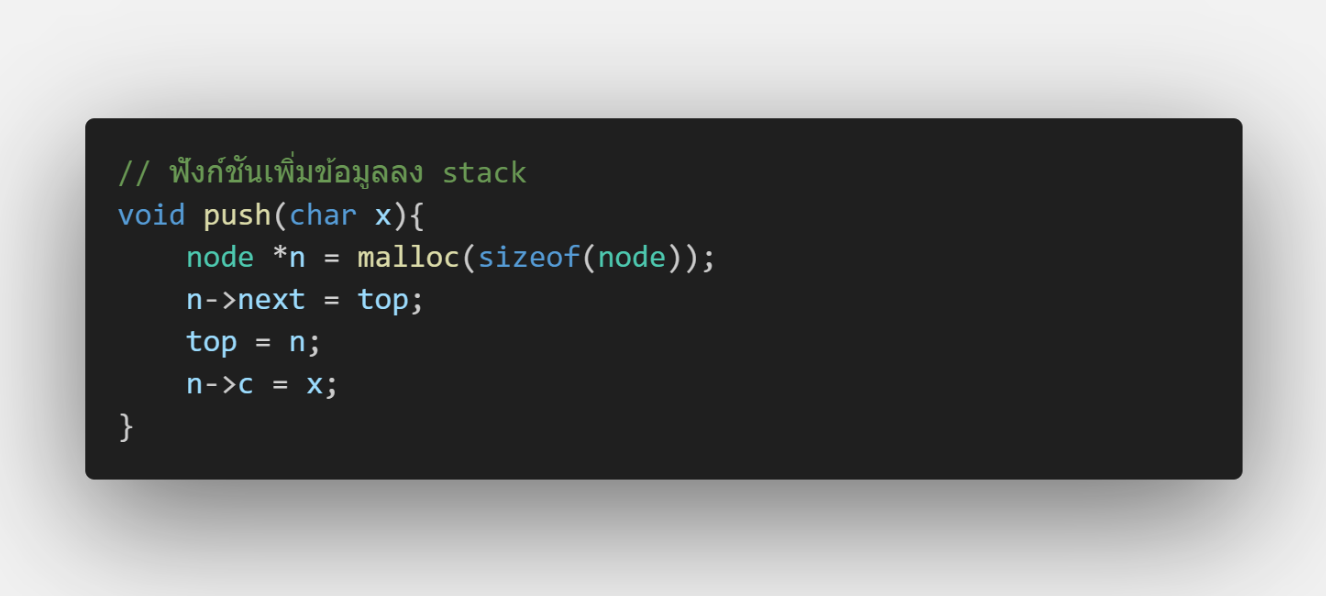 // ฟังก์ชันเพิ่มข้อมูลลง stack
void push(char x){
    node *n = malloc(sizeof(node));
    n->next = top;
    top = n;
    n->c = x;
}